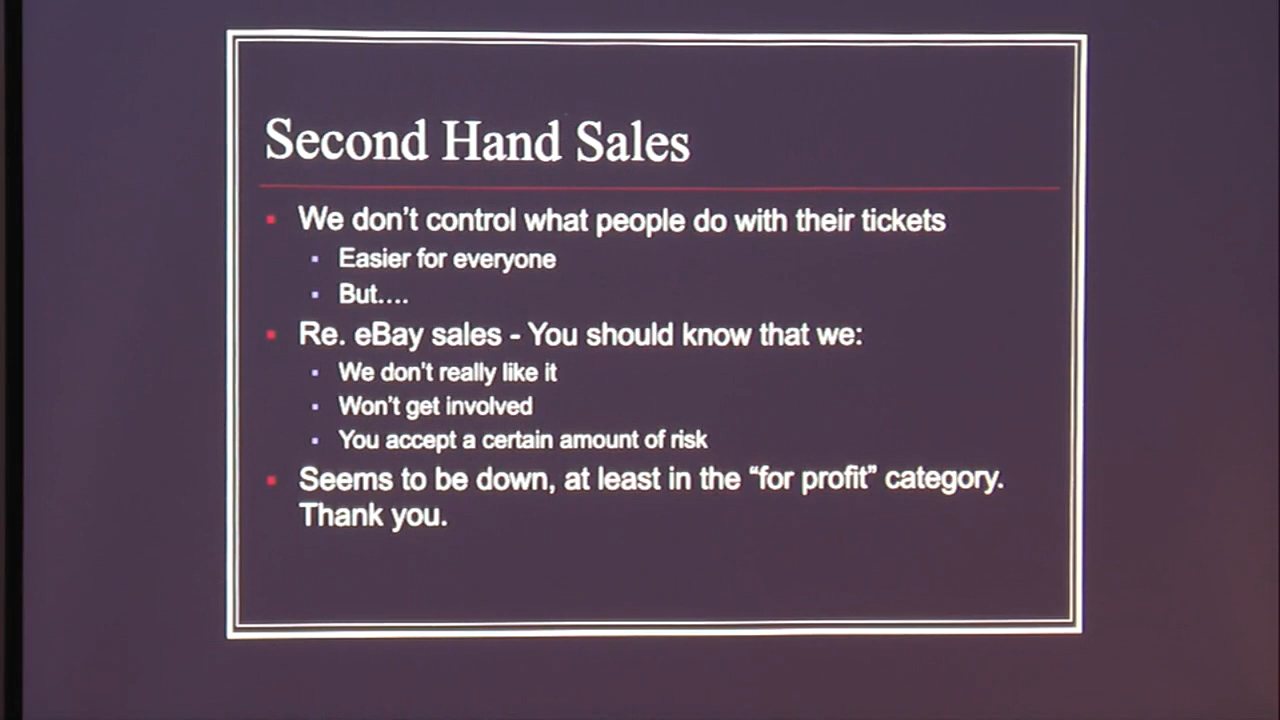 Second Hand Sales
We don't control what people do with their tickets
Easier for everyone
But....
Re. eBay sales - You should know that we:
We don't really like it
Won't get involved
You accept a certain amount of risk
Seems to be down, at least in the “for profit” category.
Thank you.